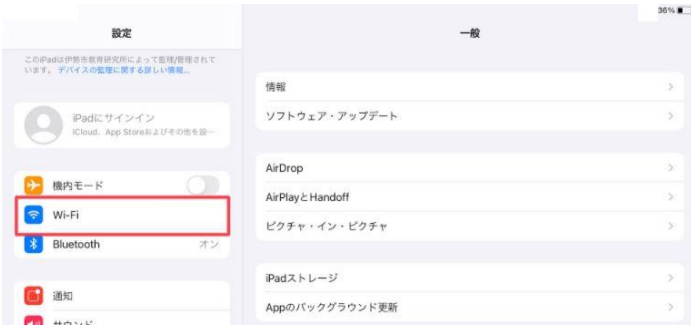 36%
設定
一般
このiPadは伊勢市教育研究所によって監理/管理されて
います。デバイスの監理に関する詳しい情報...
iPadにサインイン
iCloud、App Storeおよびその他を設…
機内モード
Wi-Fi
Bluetooth
オン
通知
サウンド
情報
ソフトウェア・アップデート
AirDrop
AirPlayとHandoff
ピクチャ・イン・ピクチャ
iPadストレージ
Appのバックグラウンド更新